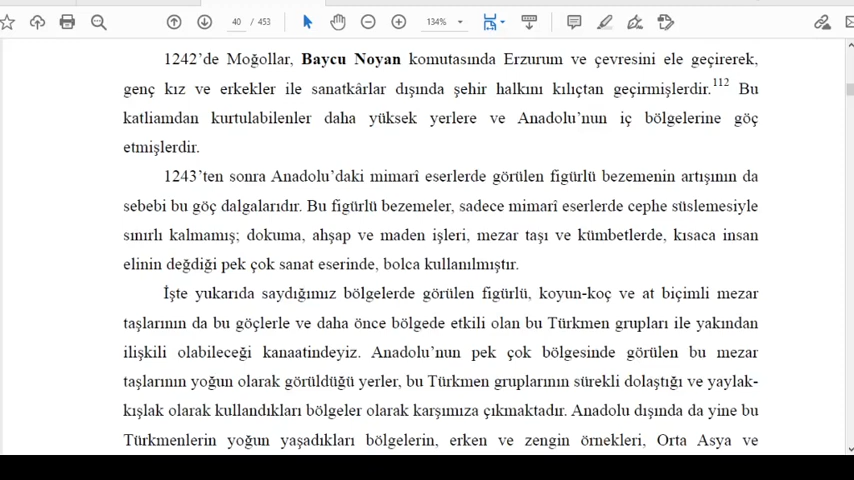 40 / 453
134%
1242’de Moğollar, Baycu Noyan komutasında Erzurum ve çevresini ele geçirerek,
genç kız ve erkekler ile sanatkârlar dışında şehir halkını kılıçtan geçirmişlerdir.112 Bu
katliamdan kurtulabilenler daha yüksek yerlere ve Anadolu’nun iç bölgelerine göç
etmişlerdir.
1243’ten sonra Anadolu’daki mimarî eserlerde görülen figürlü bezemenin artışının da
sebebi bu göç dalgalarıdır. Bu figürlü bezemeler, sadece mimarî eserlerde cephe süslemesiyle
sınırlı kalmamış; dokuma, ahşap ve maden işleri, mezar taşı ve kümbetlerde, kısaca insan
elinin değdiği pek çok sanat eserinde, bolca kullanılmıştır.
İşte yukarıda saydığımız bölgelerde görülen figürlü, koyun-koç ve at biçimli mezar
taşlarının da bu göçlerle ve daha önce bölgede etkili olan bu Türkmen grupları ile yakından
ilişkili olabileceği kanaatindeyiz. Anadolu’nun pek çok bölgesinde görülen bu mezar
taşlarının yoğun olarak görüldüğü yerler, bu Türkmen gruplarının sürekli dolaştığı ve yaylak-
kışlak olarak kullandıkları bölgeler olarak karşımıza çıkmaktadır. Anadolu dışında da yine bu
Türkmenlerin yoğun yaşadıkları bölgelerin, erken ve zengin örnekleri, Orta Asya ve